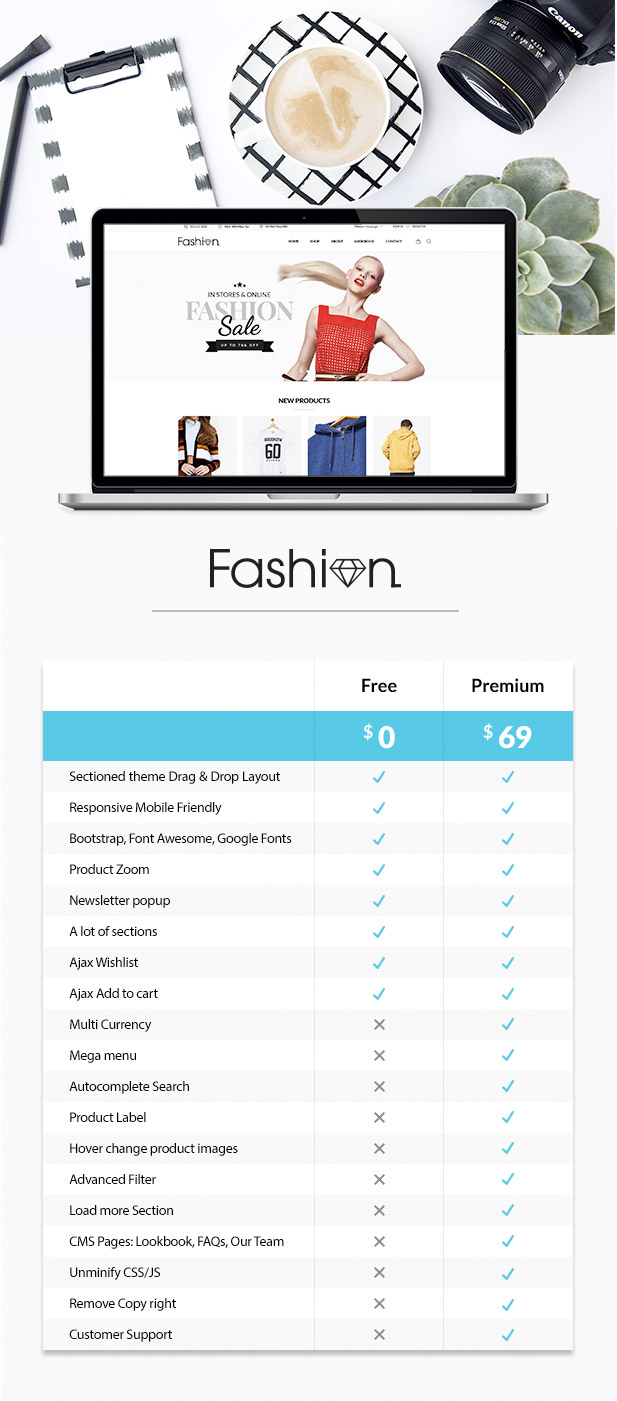 Canon
Fashion
HOME SHOP ABOUT LOOKBOOK CONTACT
IN STORES & ONLINE
FASHION
Sale
UP TO 70% OFF
NEW PRODUCTS
BROOKLYN
60
Fashion
Free Premium
$0 $69
Sectioned theme Drag & Drop Layout
Responsive Mobile Friendly
Bootstrap, Font Awesome, Google Fonts
Product Zoom
Newsletter popup
A lot of sections
Ajax Wishlist
Ajax Add to cart
Multi Currency
Mega menu
Autocomplete Search
Product Label
Hover change product images
Advanced Filter
Load more Section
CMS Pages: Lookbook, FAQs, Our Team
Unminify CSS/JS
Remove Copy right
Customer Support